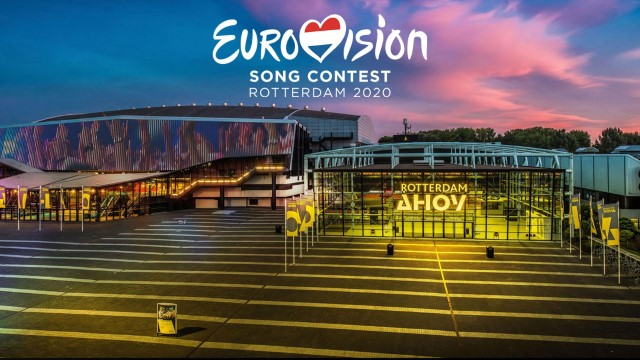 EUROVISION
SONG CONTEST
ROTTERDAM 2020
ROTTERDAM
AHOY